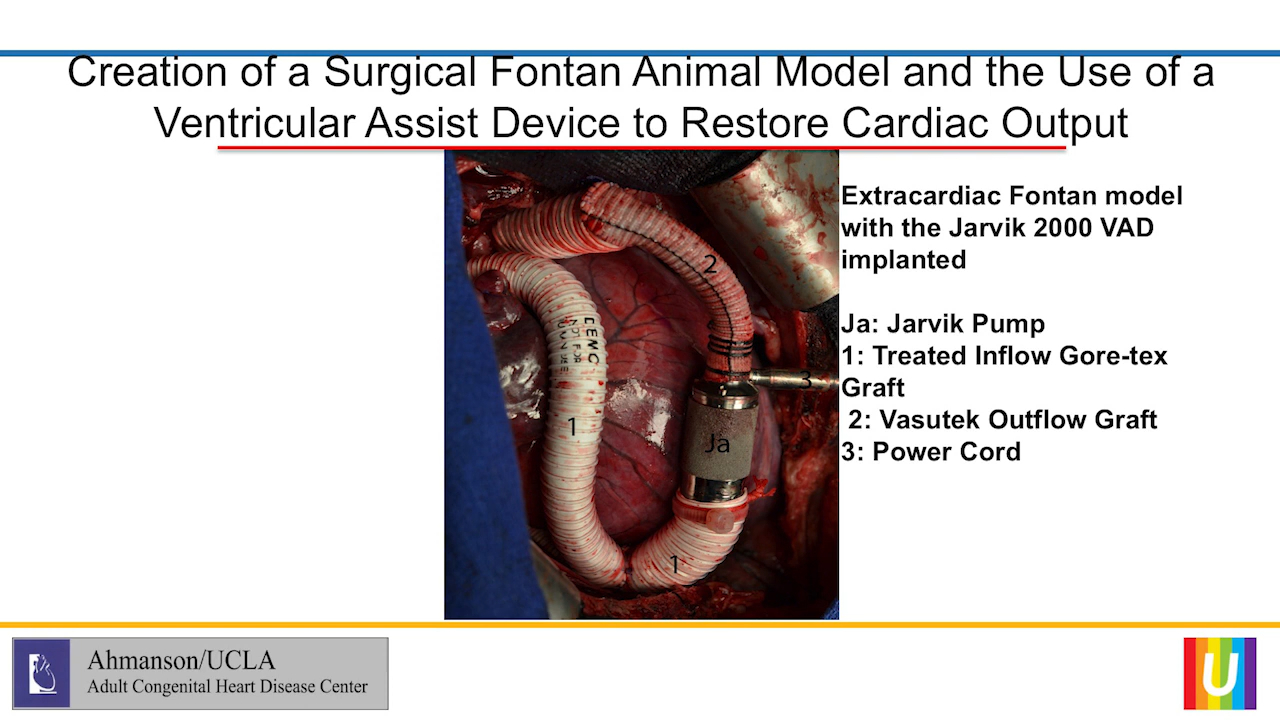 Creation of a Surgical Fontan Animal Model and the Use of a
Ventricular Assist Device to Restore Cardiac Output
Extracardiac Fontan model
with the Jarvik 2000 VAD
implanted
Ja: Jarvik Pump
1: Treated Inflow Gore-tex
Graft
2: Vasutek Outflow Graft
3: Power Cord
2
3
1
Ja
1
NOT FOR
Ahmanson/UCLA
Adult Congenital Heart Disease Center
U